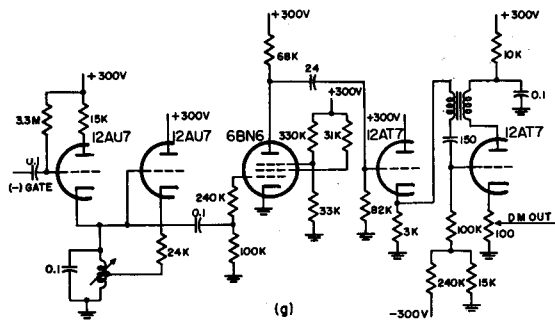 +300V
68K
24
+300V
10K
0.1
+300V
3.3M
15K
12AU7
+300V
12AU7
6BN6
330K
+300V
31K
+300V
12AT7
150
12AT7
0.1
(-) GATE
240K
0.1
100K
33K
82K
3K
100K
100
DM OUT
0.1
24K
240K
15K
-300V
(g)